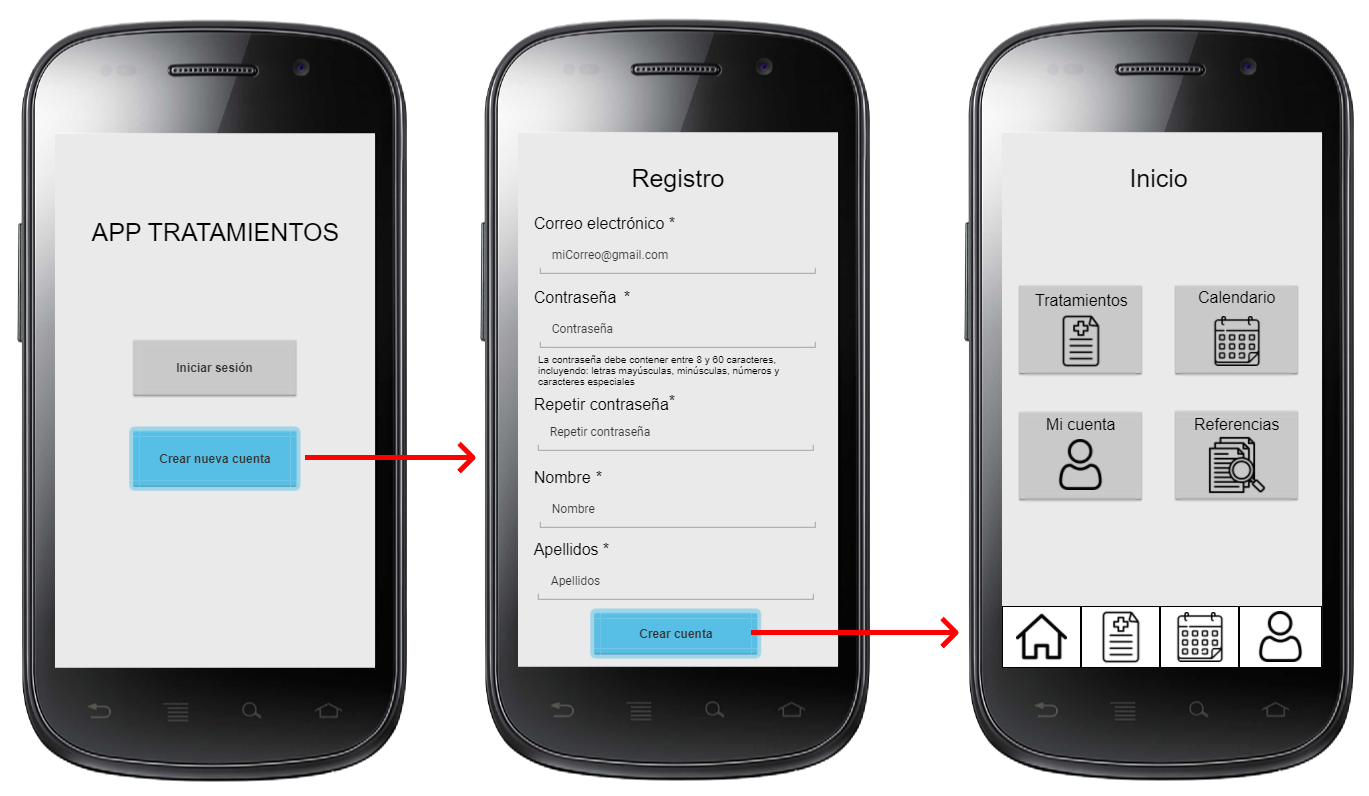 APP TRATAMIENTOS
Iniciar sesión
Crear nueva cuenta
Registro
Correo electrónico *
miCorreo@gmail.com
Contraseña *
Contraseña
La contraseña debe contener entre 8 y 60 caracteres,
incluyendo: letras mayúsculas, minúsculas, números y
caracteres especiales
Repetir contraseña*
Repetir contraseña
Nombre *
Nombre
Apellidos *
Apellidos
Crear cuenta
Inicio
Tratamientos
Calendario
Mi cuenta
Referencias